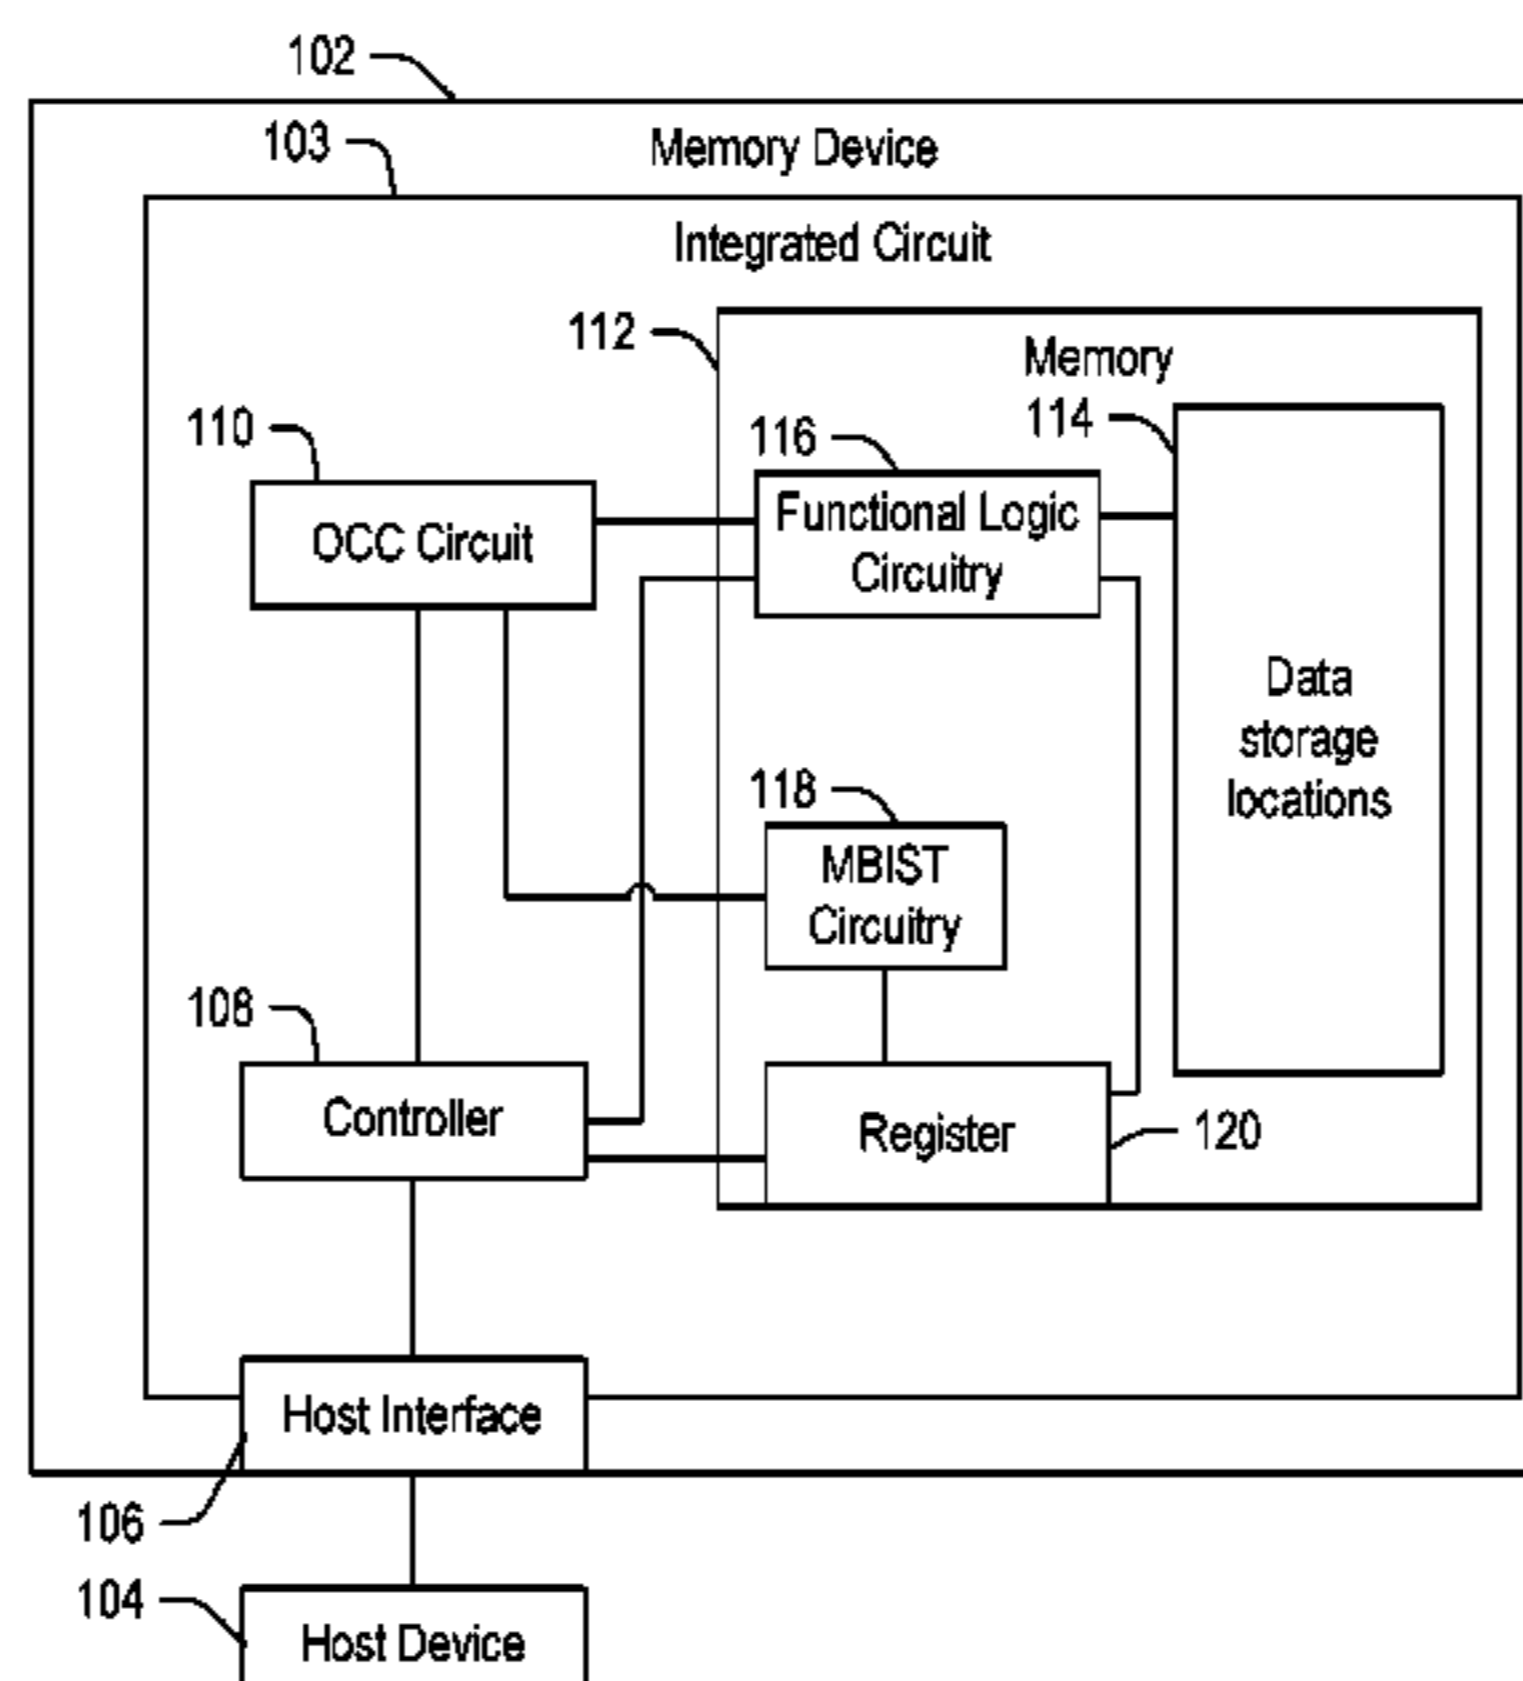 102
Memory Device
103
Integrated Circuit
112
Memory
110
116
114
OCC Circuit
Functional Logic
Circuitry
Data
storage
locations
118
MBIST
Circuitry
108
Controller
Register
120
Host Interface
106
104
Host Device